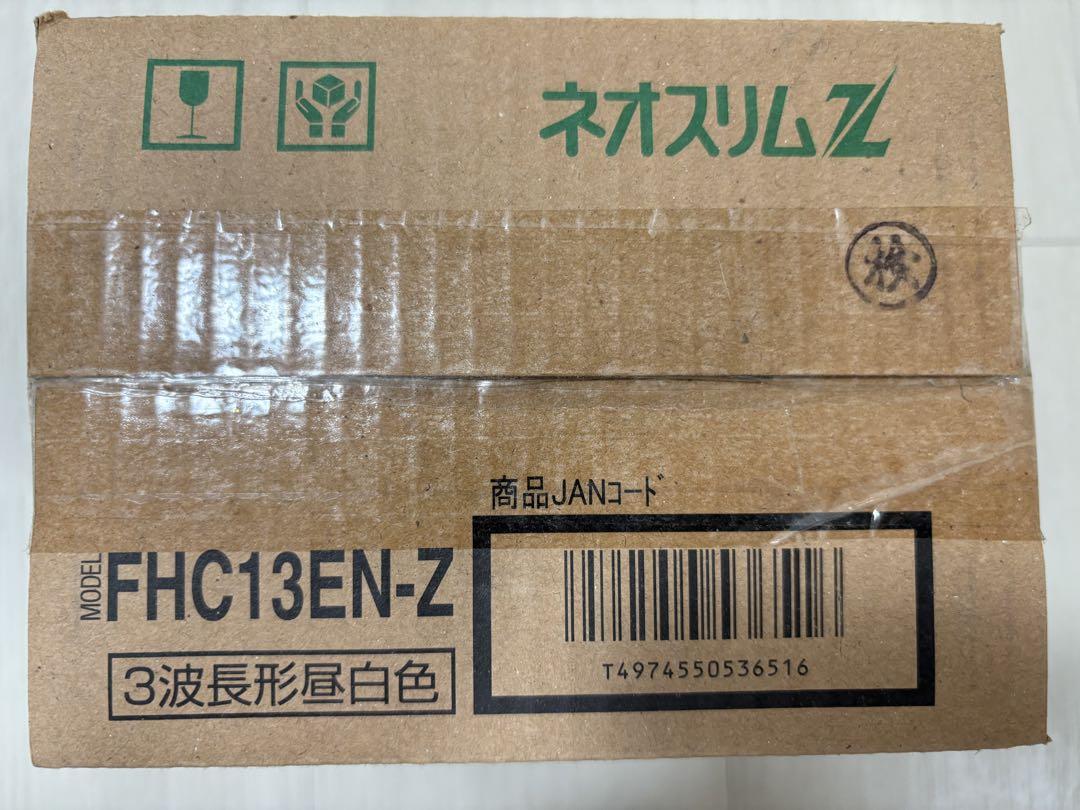 ネオスリムZ
検
商品JANコード
MODEL FHC13EN-Z
3波長形昼白色
T4974550536516